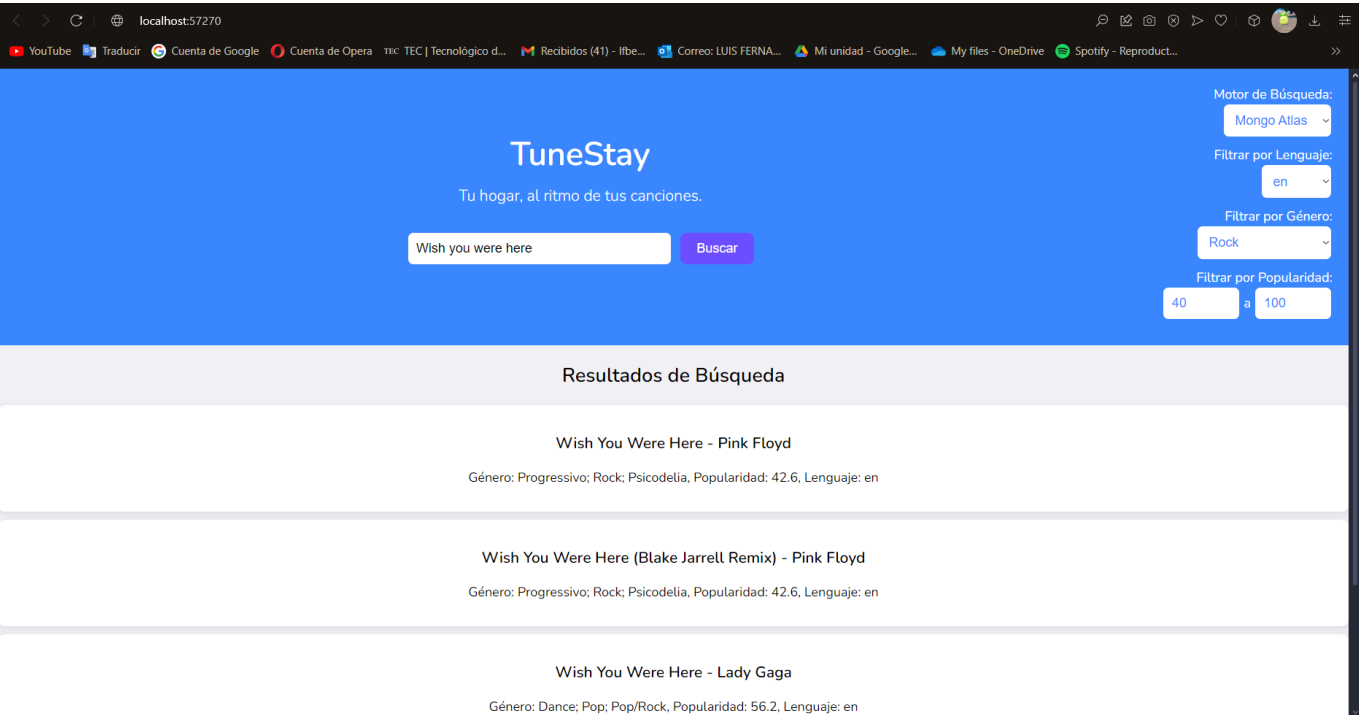 localhost:57270
YouTube Traducir Cuenta de Google Cuenta de Opera TEC TEC | Tecnológico d... Recibidos (41) - lfbe... Correo: LUIS FERNA... Mi unidad - Google... My files - OneDrive Spotify - Reproduct...
Motor de Búsqueda:
Mongo Atlas
Filtrar por Lenguaje:
en
Filtrar por Género:
Rock
Filtrar por Popularidad:
40 a 100
TuneStay
Tu hogar, al ritmo de tus canciones.
Wish you were here Buscar
Resultados de Búsqueda
Wish You Were Here - Pink Floyd
Género: Progressivo; Rock; Psicodelia, Popularidad: 42.6, Lenguaje: en
Wish You Were Here (Blake Jarrell Remix) - Pink Floyd
Género: Progressivo; Rock; Psicodelia, Popularidad: 42.6, Lenguaje: en
Wish You Were Here - Lady Gaga
Género: Dance; Pop; Pop/Rock, Popularidad: 56.2, Lenguaje: en